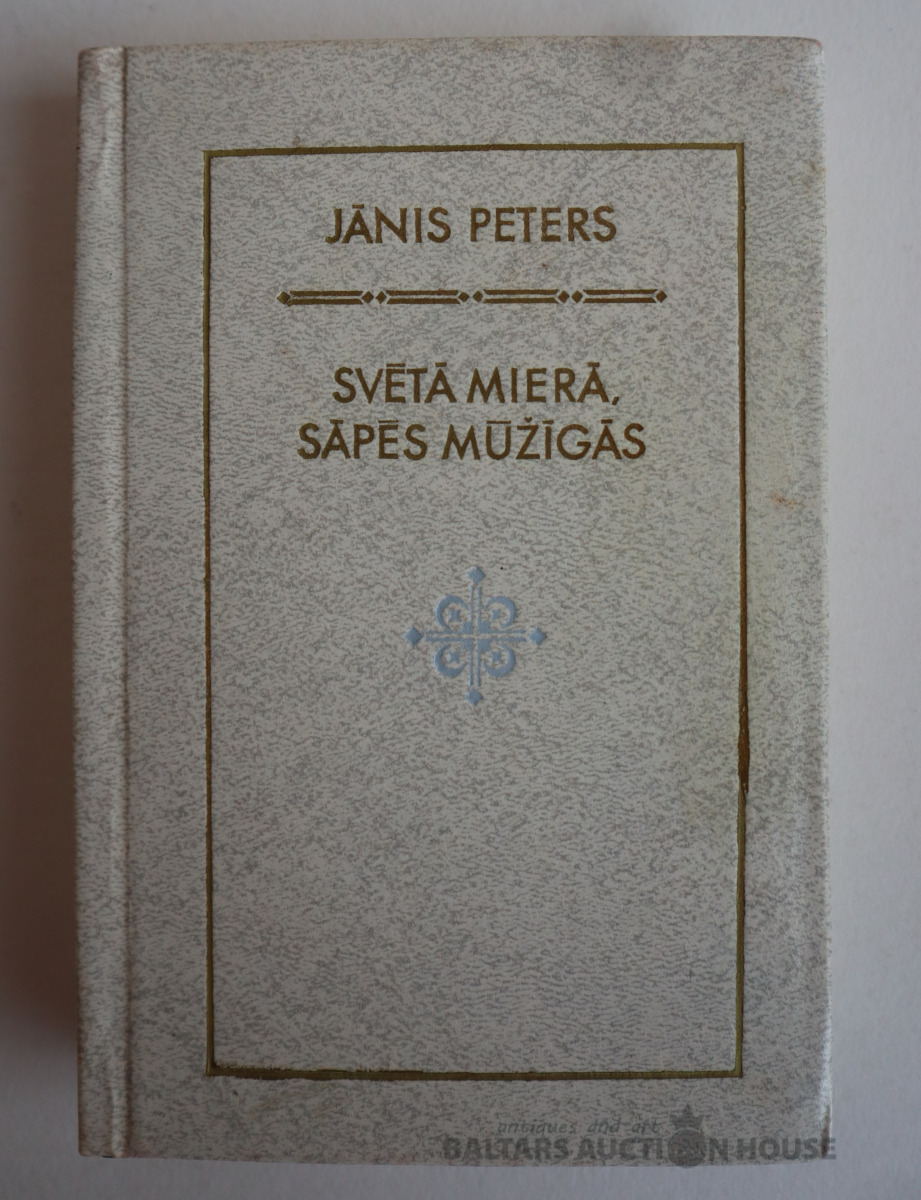 JĀNIS PETERS
SVĒTĀ MIERĀ,
SĀPĒS MŪŽĪGĀS
antiques and art
BALTARS AUCTION HOUSE